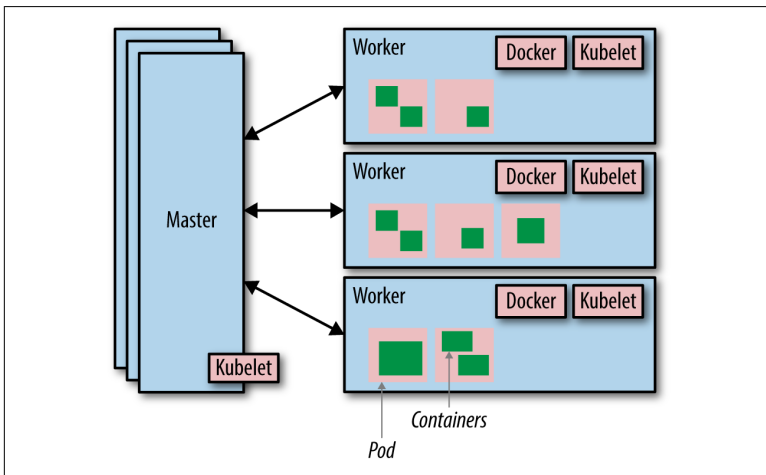 Worker
Docker
Kubelet
Worker
Docker
Kubelet
Master
Worker
Docker
Kubelet
Kubelet
Containers
Pod